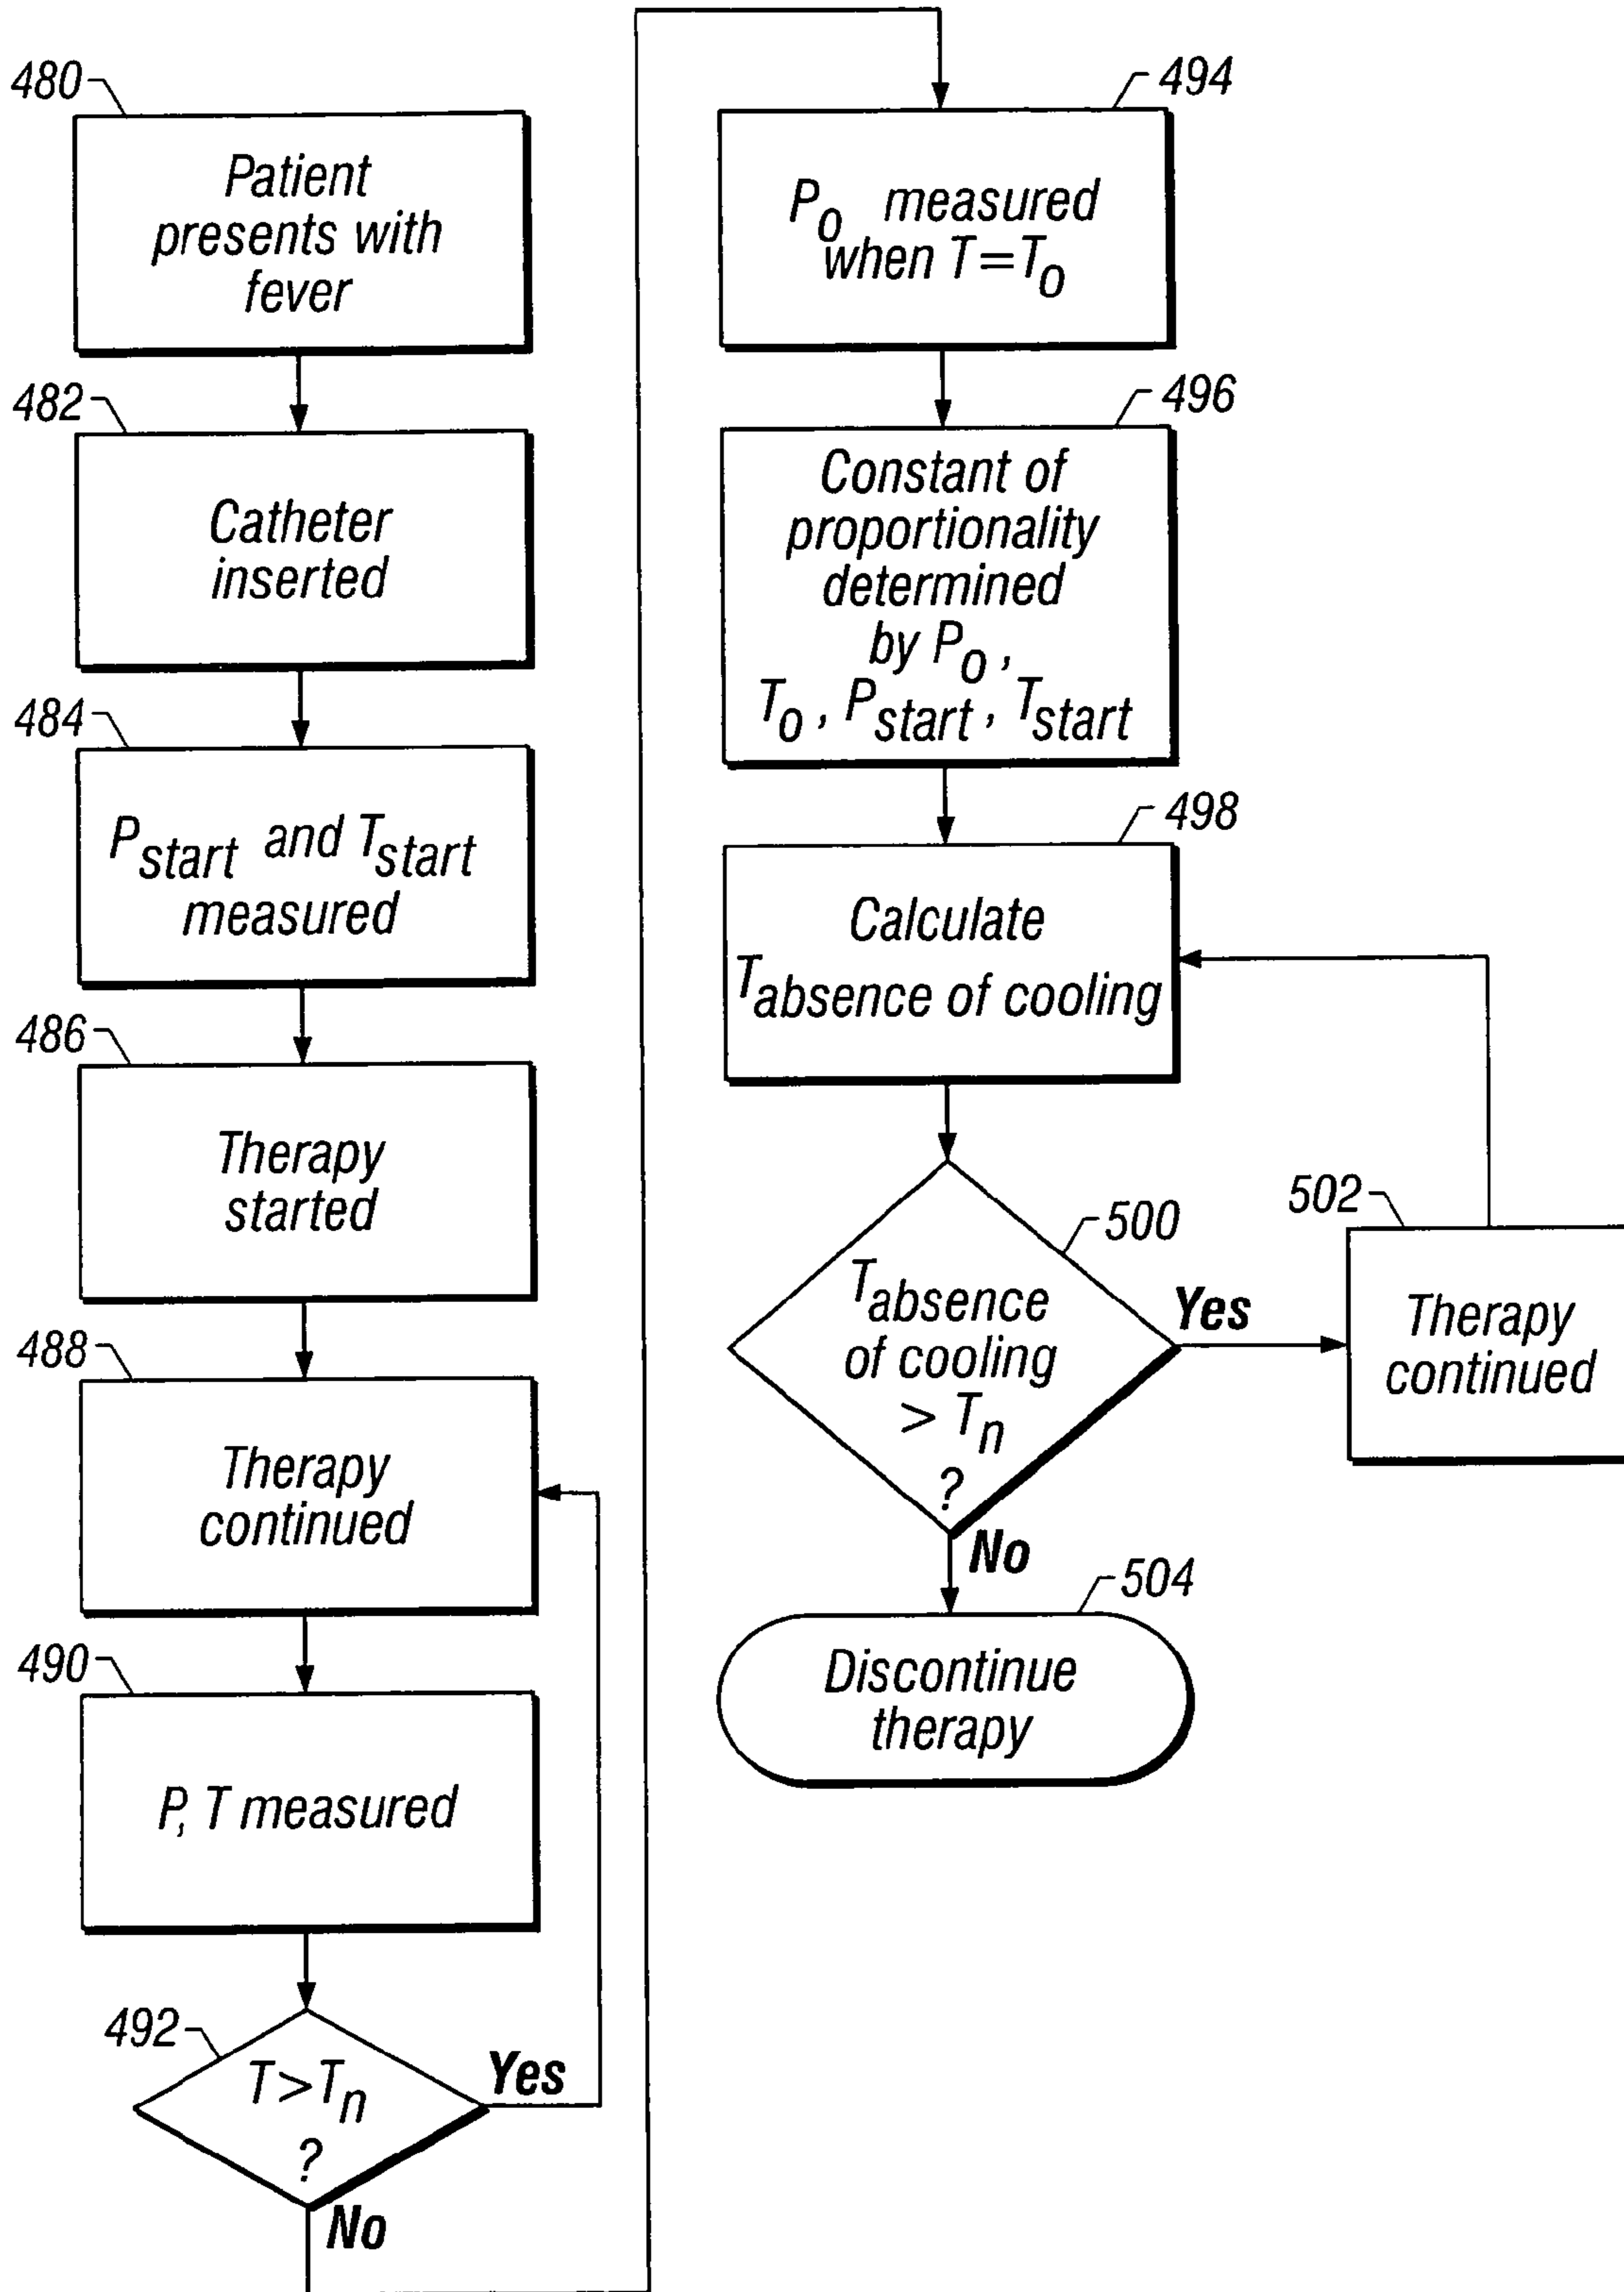 480
Patient
presents with
fever
482
Catheter
inserted
484
Pstart and Tstart
measured
486
Therapy
started
488
Therapy
continued
490
P, T measured
492
T>Tn
?
Yes
No
494
Po measured
when T=To
496
Constant of
proportionality
determined
by Po,
To, Pstart, Tstart
498
Calculate
Tabsence of cooling
500
Tabsence
of cooling
> Tn
?
Yes
No
502
Therapy
continued
504
Discontinue
therapy